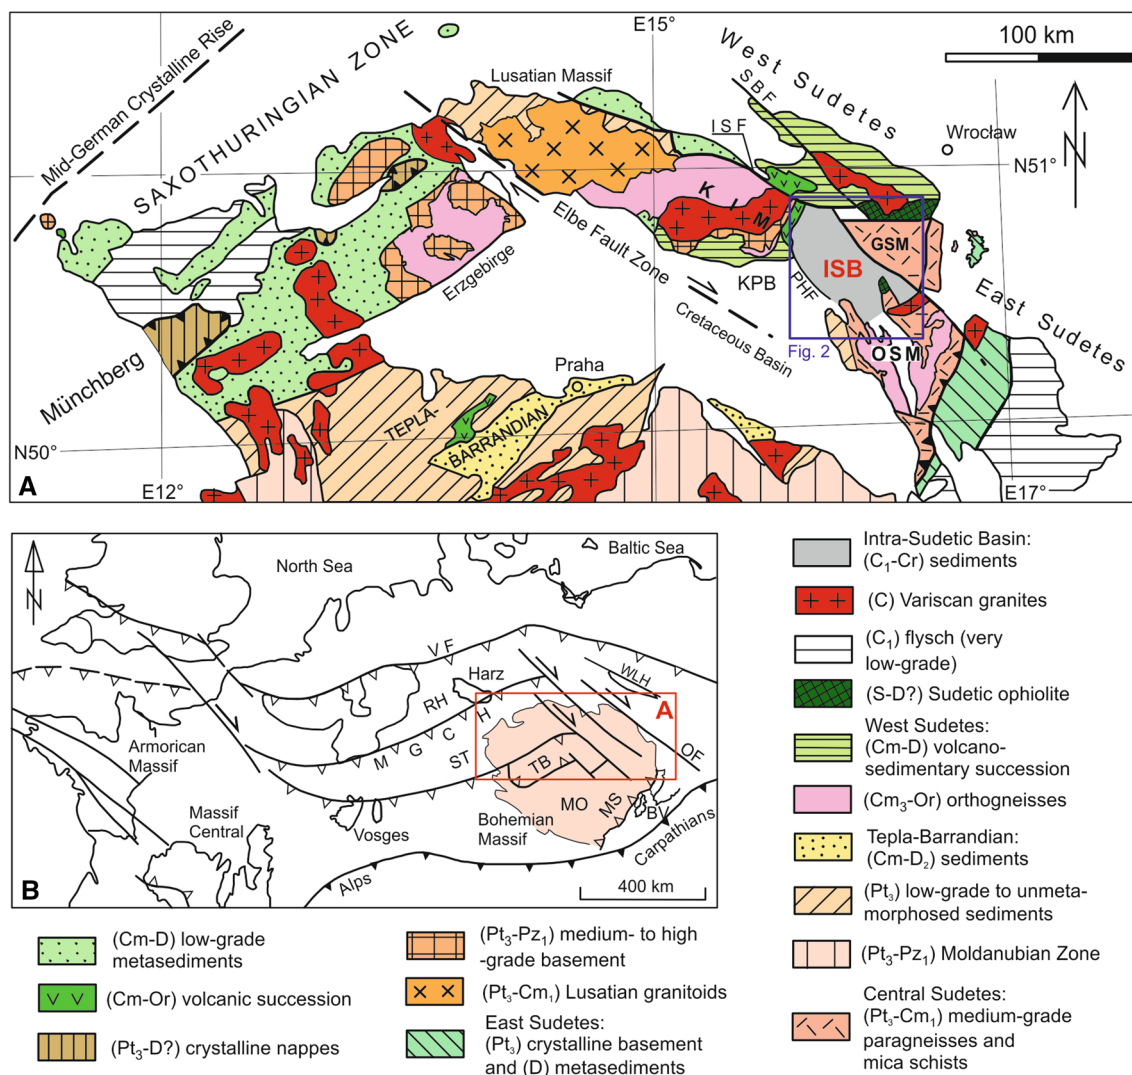 E15°
100 km
Mid-German Crystalline Rise
SAXOTHURINGIAN ZONE
Lusatian Massif
West Sudetes
SBF
ISF
Wrocław
N
N51°
K I M
Elbe Fault Zone
Erzgebirge
GSM
ISB
KPB
PHF
East Sudetes
Cretaceous Basin
Fig. 2
OSM
Münchberg
Praha
TEPLA-
BARRANDIAN
N50°
A
E12°
E17°
N
North Sea
Baltic Sea
VF
Harz
WLH
RH
A
M G C H
ST
OF
Armorican
Massif
TB
MO
MS
BV
Massif
Central
Vosges
Bohemian
Massif
Carpathians
Alps
400 km
B
Intra-Sudetic Basin:
(C1-Cr) sediments
(C) Variscan granites
(C1) flysch (very
low-grade)
(S-D?) Sudetic ophiolite
West Sudetes:
(Cm-D) volcano-
sedimentary succession
(Cm3-Or) orthogneisses
Tepla-Barrandian:
(Cm-D2) sediments
(Pt3) low-grade to unmeta-
morphosed sediments
(Pt3-Pz1) Moldanubian Zone
Central Sudetes:
(Pt3-Cm1) medium-grade
paragneisses and
mica schists
(Cm-D) low-grade
metasediments
(Cm-Or) volcanic succession
(Pt3-D?) crystalline nappes
(Pt3-Pz1) medium- to high
-grade basement
(Pt3-Cm1) Lusatian granitoids
East Sudetes:
(Pt3) crystalline basement
and (D) metasediments